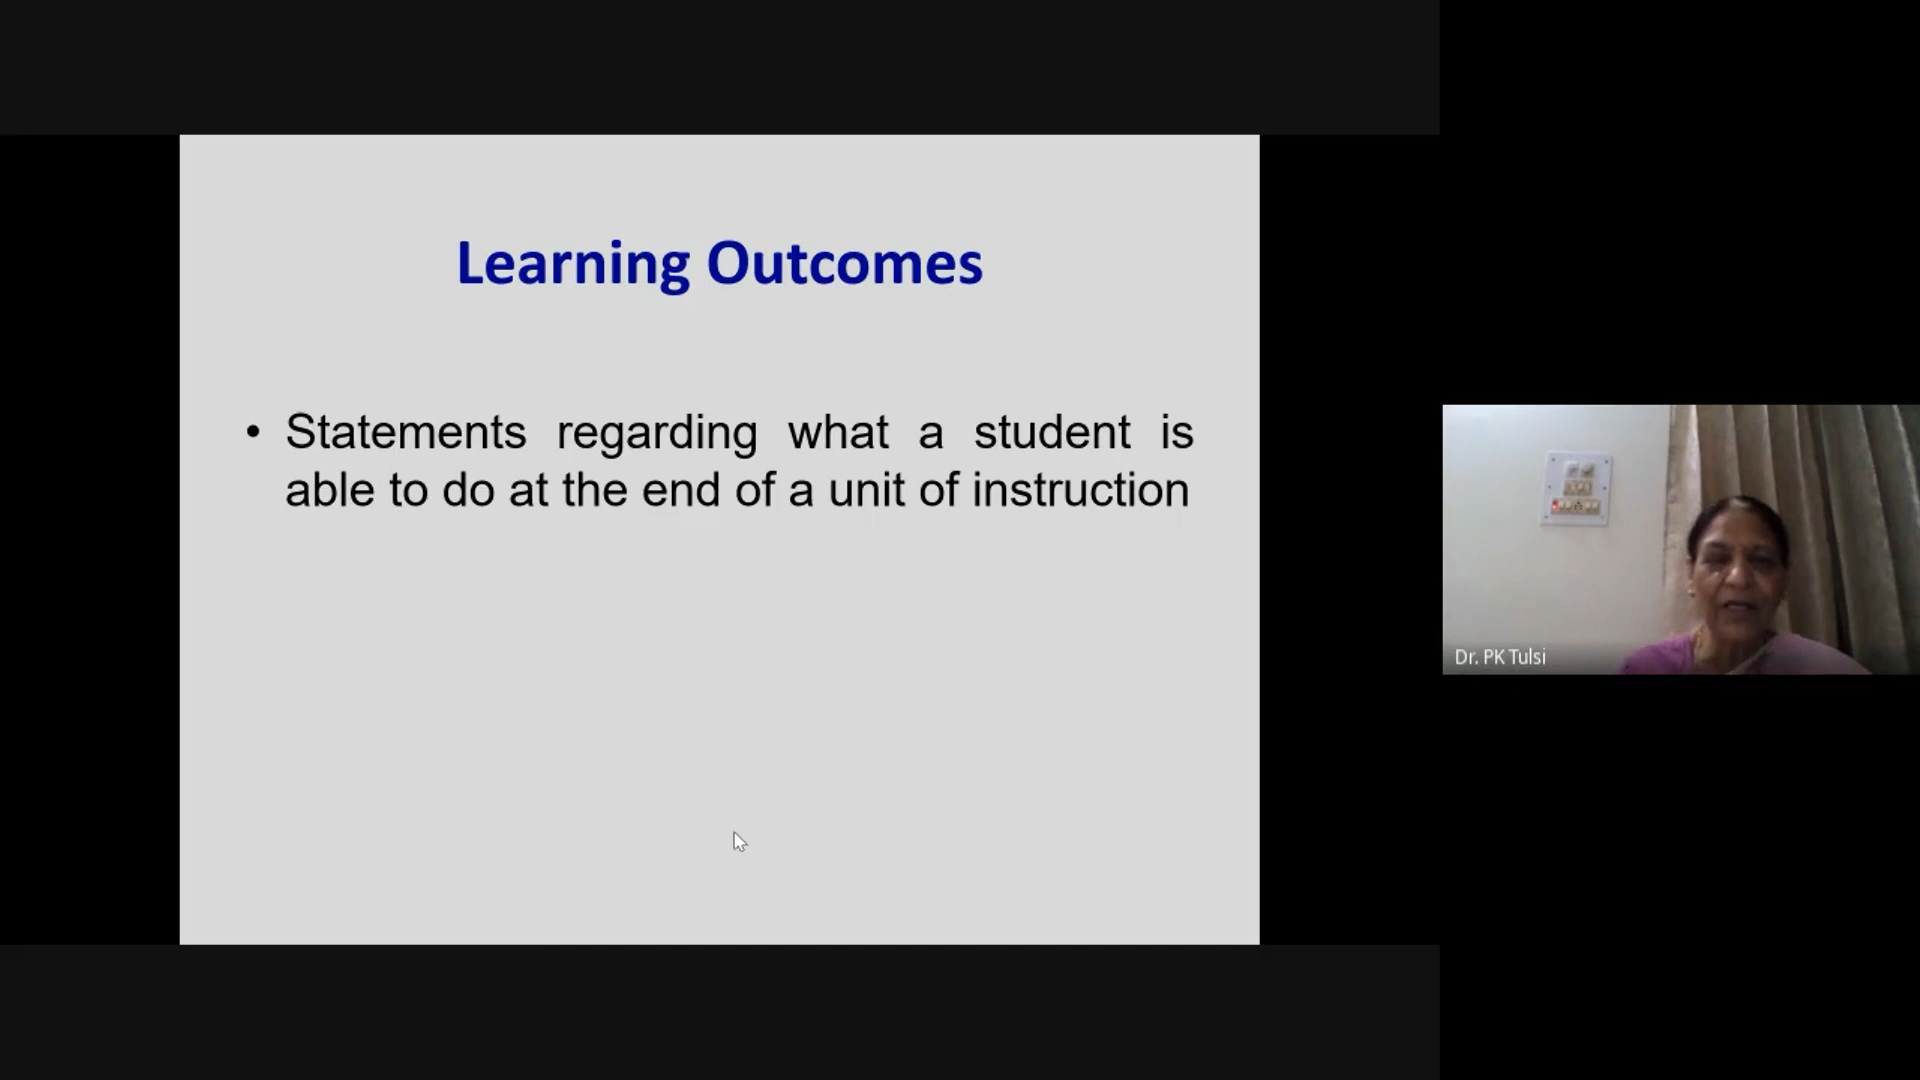 Learning Outcomes
• Statements regarding what a student is
able to do at the end of a unit of instruction
Dr. PK Tulsi